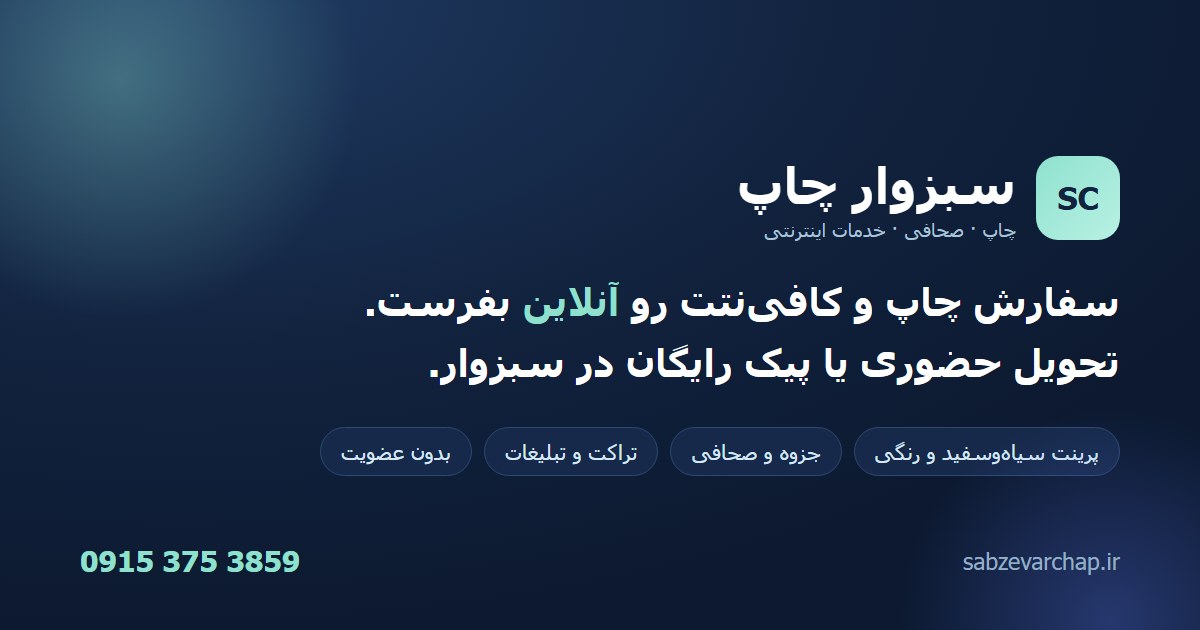 SC
سبزوار چاپ
چاپ · صحافی · خدمات اینترنتی
سفارش چاپ و کافی‌نتت رو آنلاین بفرست.
تحویل حضوری یا پیک رایگان در سبزوار.
پرینت سیاه‌وسفید و رنگی
جزوه و صحافی
تراکت و تبلیغات
بدون عضویت
sabzevarchap.ir
0915 375 3859